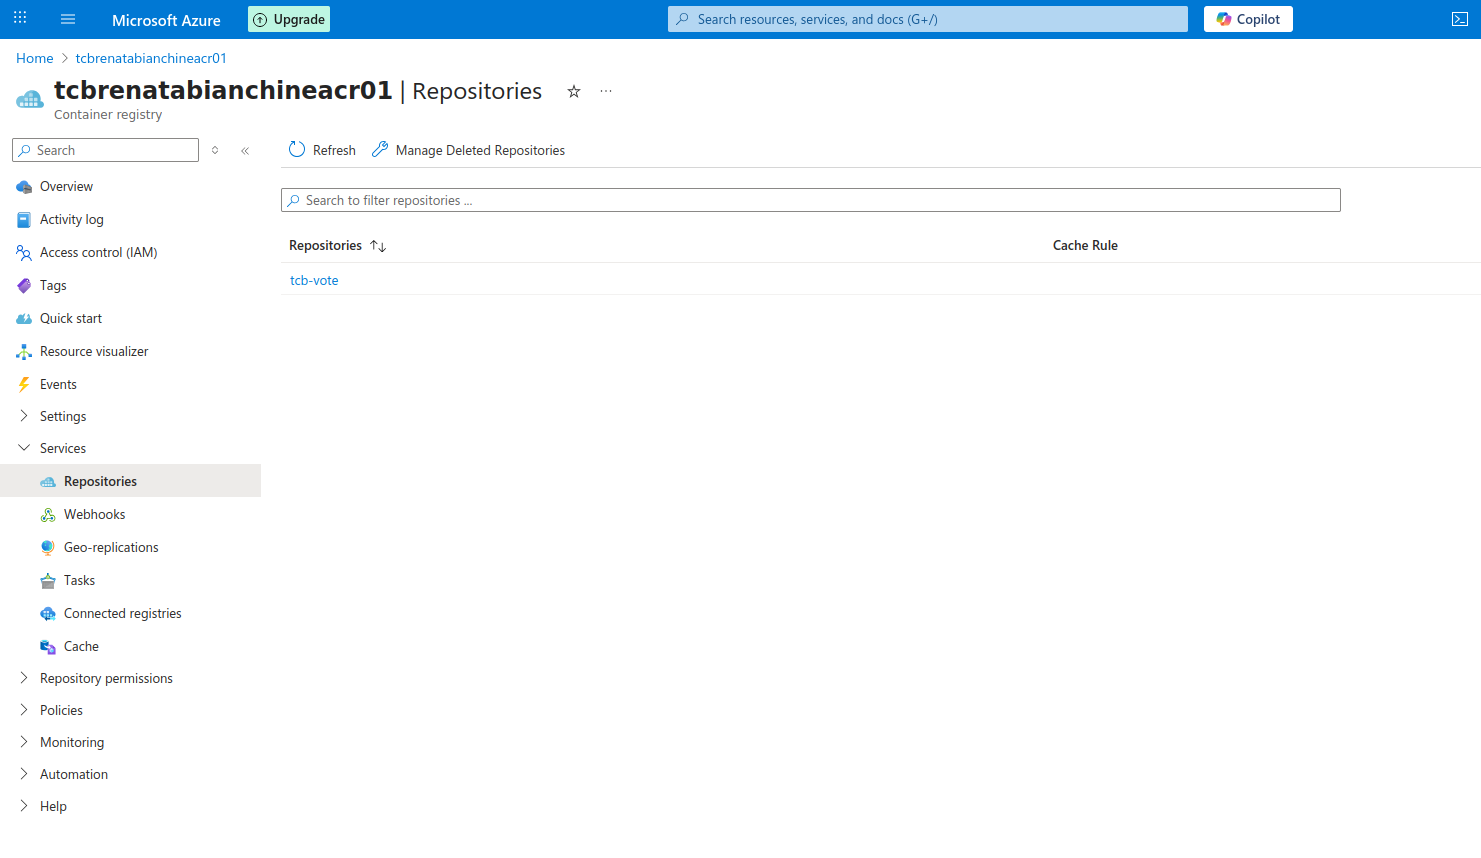 Microsoft Azure
Upgrade
Search resources, services, and docs (G+/)
Copilot
Home > tcbrenatabianchineacr01
tcbrenatabianchineacr01 | Repositories
Container registry
Search
Refresh
Manage Deleted Repositories
Overview
Activity log
Access control (IAM)
Tags
Quick start
Resource visualizer
Events
Settings
Services
Repositories
Webhooks
Geo-replications
Tasks
Connected registries
Cache
Repository permissions
Policies
Monitoring
Automation
Help
Search to filter repositories ...
Repositories
Cache Rule
tcb-vote